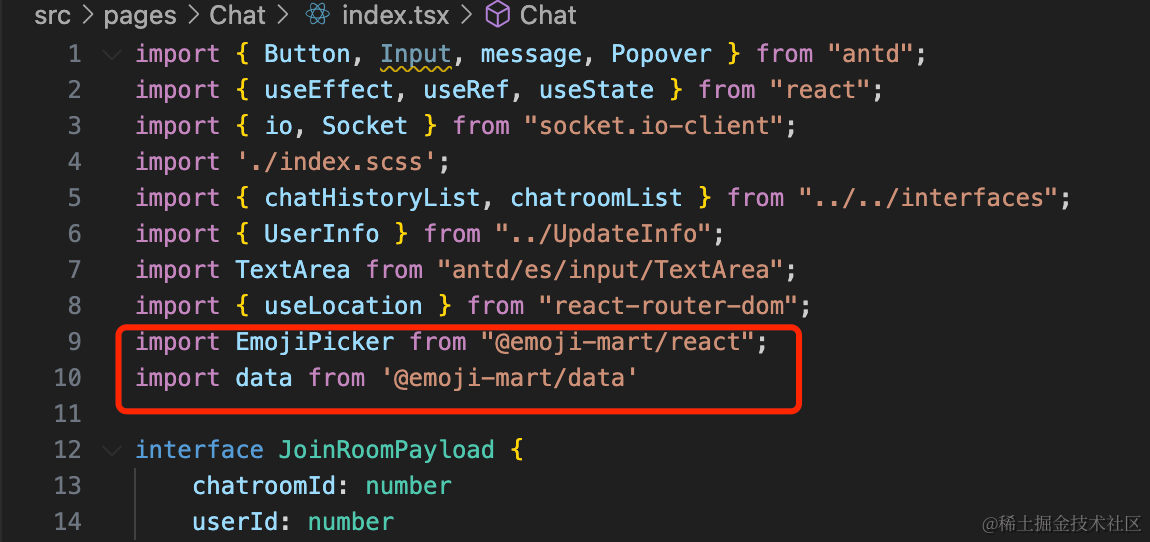 src > pages > Chat > index.tsx > Chat
1 import { Button, Input, message, Popover } from "antd";
2 import { useEffect, useRef, useState } from "react";
3 import { io, Socket } from "socket.io-client";
4 import './index.scss';
5 import { chatHistoryList, chatroomList } from "../../interfaces";
6 import { UserInfo } from "../UpdateInfo";
7 import TextArea from "antd/es/input/TextArea";
8 import { useLocation } from "react-router-dom";
9 import EmojiPicker from "@emoji-mart/react";
10 import data from '@emoji-mart/data'
11
12 interface JoinRoomPayload {
13 chatroomId: number
14 userId: number
@稀土掘金技术社区